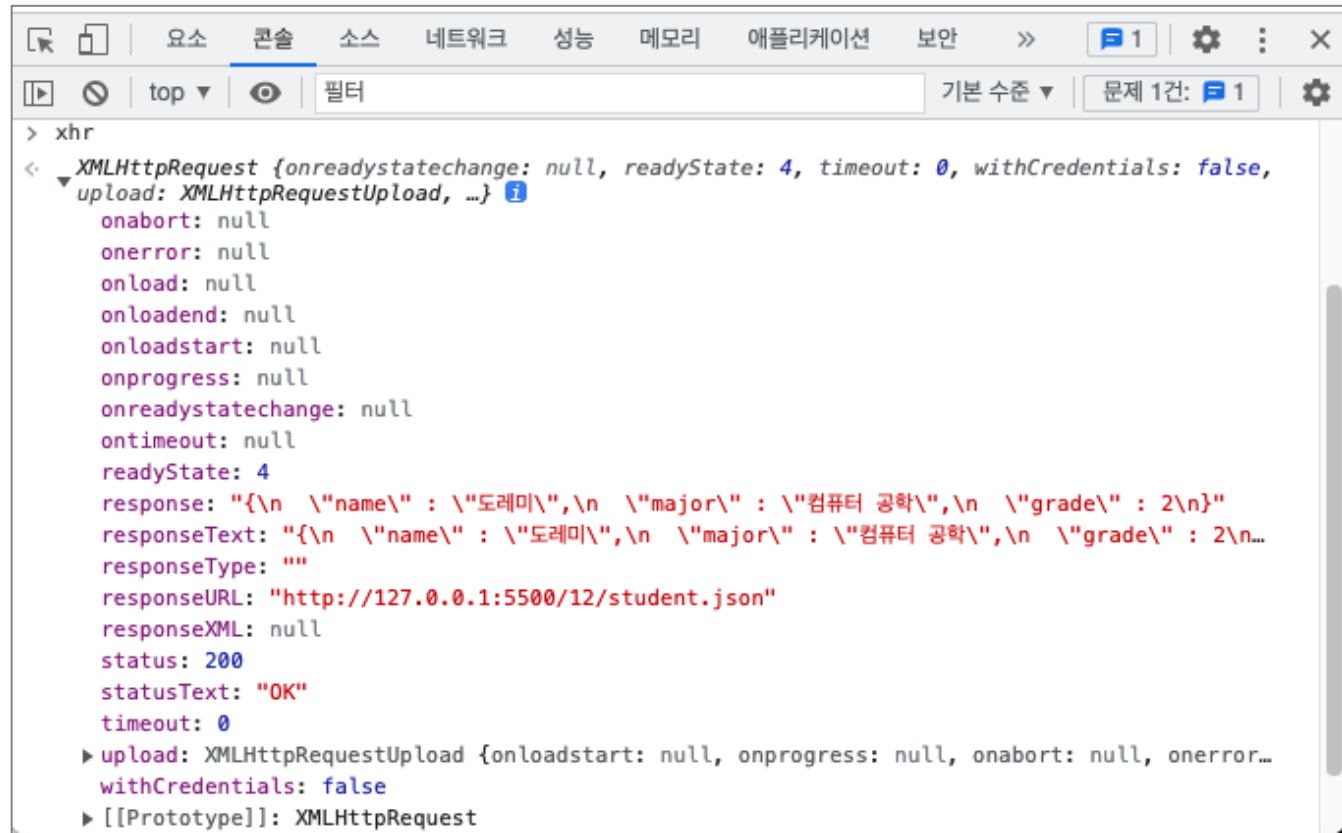 요소 콘솔 소스 네트워크 성능 메모리 애플리케이션 보안 » 1
top ▼ 필터 기본 수준 ▼ 문제 1건: 1
> xhr
XMLHttpRequest {onreadystatechange: null, readyState: 4, timeout: 0, withCredentials: false,
upload: XMLHttpRequestUpload, …} i
onabort: null
onerror: null
onload: null
onloadend: null
onloadstart: null
onprogress: null
onreadystatechange: null
ontimeout: null
readyState: 4
response: "{\n  \"name\" : \"도레미\",\n  \"major\" : \"컴퓨터 공학\",\n  \"grade\" : 2\n}"
responseText: "{\n  \"name\" : \"도레미\",\n  \"major\" : \"컴퓨터 공학\",\n  \"grade\" : 2\n…
responseType: ""
responseURL: "http://127.0.0.1:5500/12/student.json"
responseXML: null
status: 200
statusText: "OK"
timeout: 0
▶ upload: XMLHttpRequestUpload {onloadstart: null, onprogress: null, onabort: null, onerror…
withCredentials: false
▶ [[Prototype]]: XMLHttpRequest